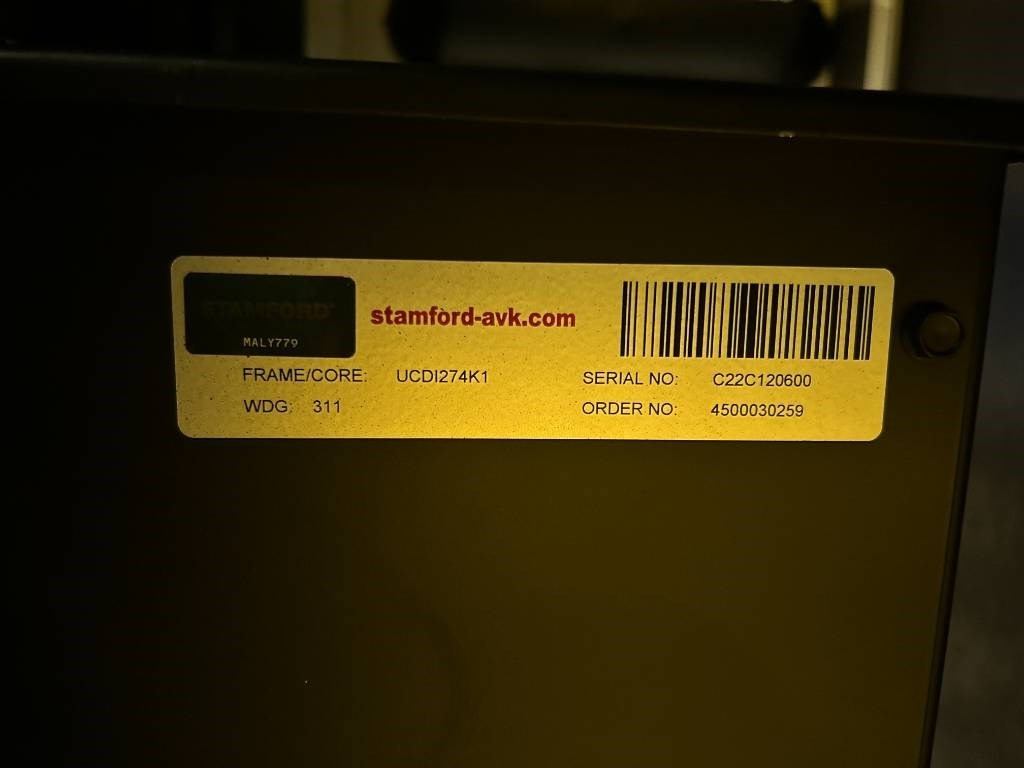 STAMFORD
MALY779
stamford-avk.com
FRAME/CORE: UCDI274K1
WDG: 311
SERIAL NO: C22C120600
ORDER NO: 4500030259